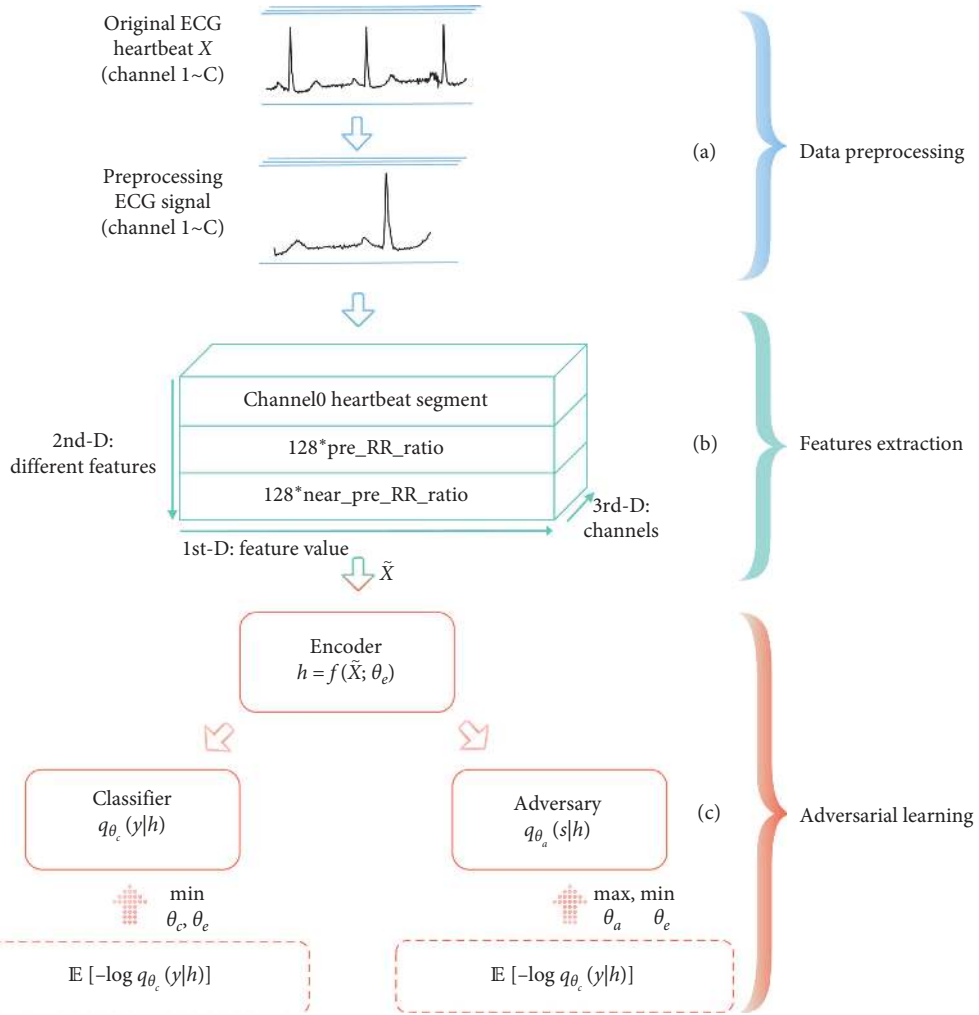 Original ECG
heartbeat X
(channel 1~C)
Preprocessing
ECG signal
(channel 1~C)
(a)
Data preprocessing
Channel0 heartbeat segment
128*pre_RR_ratio
128*near_pre_RR_ratio
2nd-D:
different features
1st-D: feature value
3rd-D:
channels
X̃
(b)
Features extraction
Encoder
h = f(X̃; θe)
Classifier
qθc (y|h)
Adversary
qθa (s|h)
(c)
Adversarial learning
min
θc, θe
max, min
θa θe
𝔼 [–log qθc (y|h)]
𝔼 [–log qθc (y|h)]